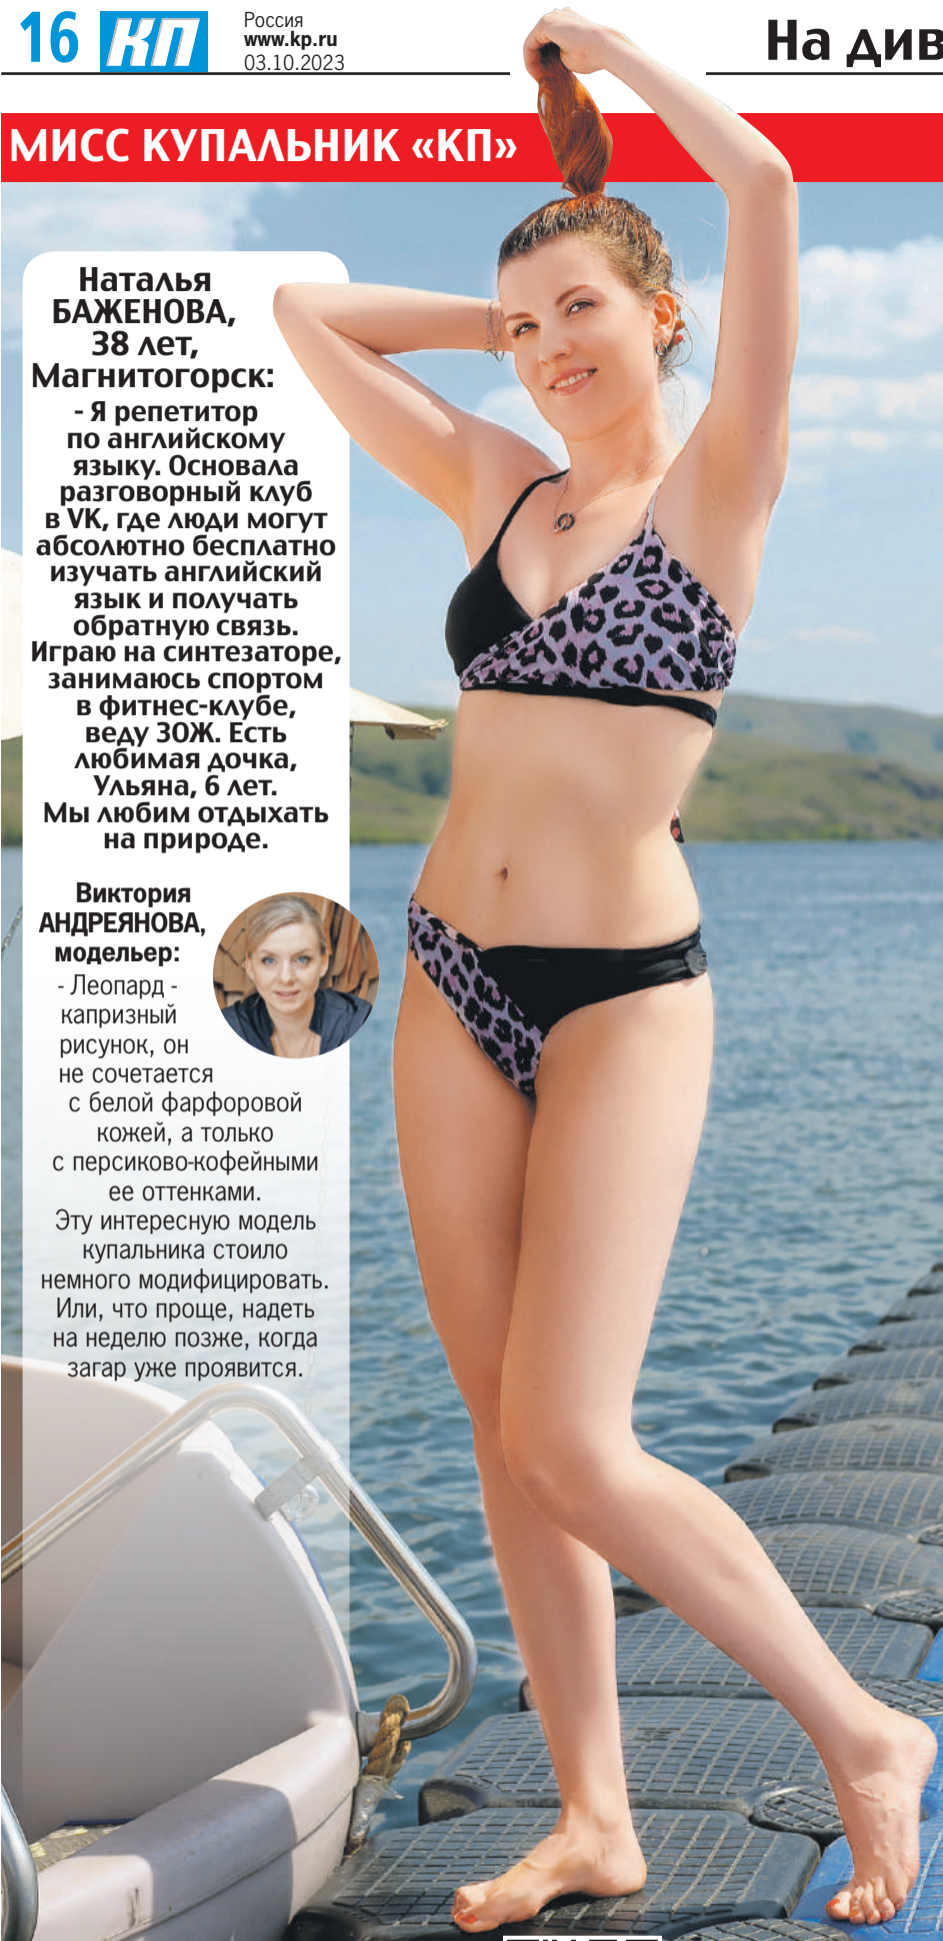 16
КП
Россия
www.kp.ru
03.10.2023
На див
МИСС КУПАЛЬНИК «КП»
Наталья
БАЖЕНОВА,
38 лет,
Магнитогорск:
- Я репетитор
по английскому
языку. Основала
разговорный клуб
в VK, где люди могут
абсолютно бесплатно
изучать английский
язык и получать
обратную связь.
Играю на синтезаторе,
занимаюсь спортом
в фитнес-клубе,
веду ЗОЖ. Есть
любимая дочка,
Ульяна, 6 лет.
Мы любим отдыхать
на природе.
Виктория
АНДРЕЯНОВА,
модельер:
- Леопард -
капризный
рисунок, он
не сочетается
с белой фарфоровой
кожей, а только
с персиково-кофейными
ее оттенками.
Эту интересную модель
купальника стоило
немного модифицировать.
Или, что проще, надеть
на неделю позже, когда
загар уже проявится.